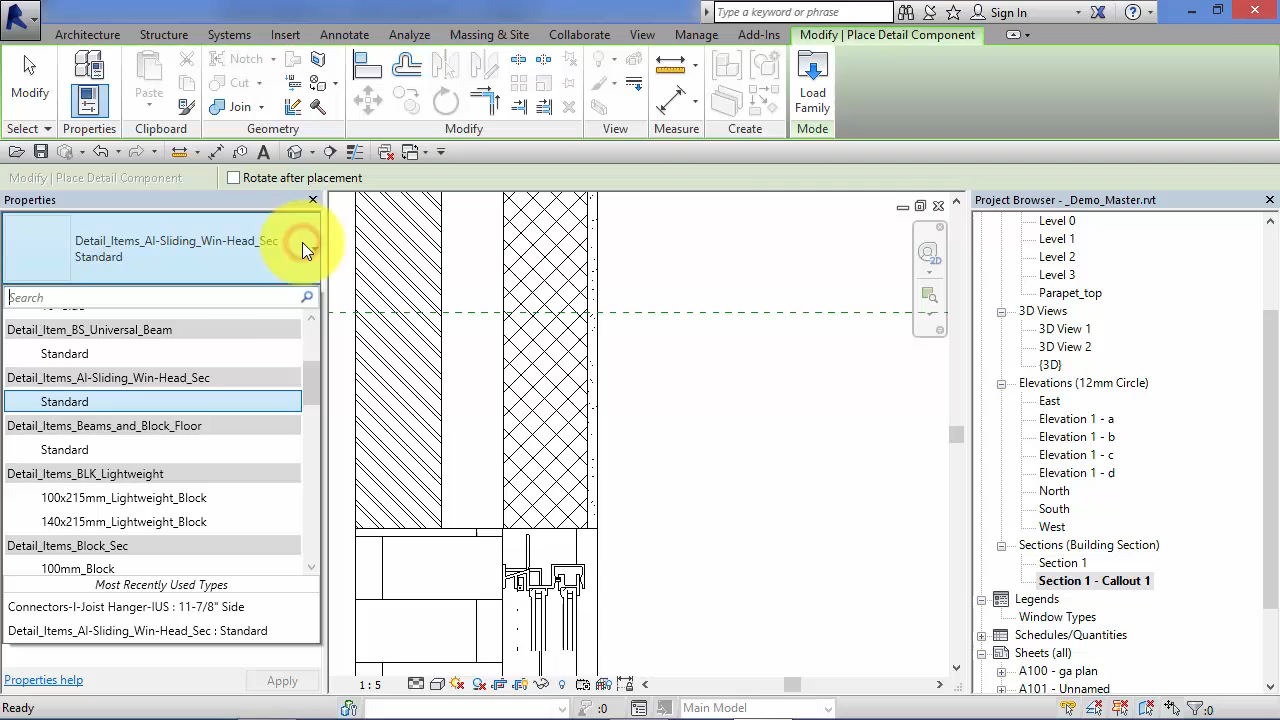 Type a keyword or phrase
Sign In
Architecture
Structure
Systems
Insert
Annotate
Analyze
Massing & Site
Collaborate
View
Manage
Add-Ins
Modify | Place Detail Component
Modify
Paste
Notch
Cut
Join
Load
Family
Select
Properties
Clipboard
Geometry
Modify
View
Measure
Create
Mode
Modify | Place Detail Component
Rotate after placement
Properties
Project Browser - _Demo_Master.rvt
Detail_Items_Al-Sliding_Win-Head_Sec
Standard
Search
Detail_Item_BS_Universal_Beam
Standard
Detail_Items_Al-Sliding_Win-Head_Sec
Standard
Detail_Items_Beams_and_Block_Floor
Standard
Detail_Items_BLK_Lightweight
100x215mm_Lightweight_Block
140x215mm_Lightweight_Block
Detail_Items_Block_Sec
100mm_Block
Most Recently Used Types
Connectors-I-Joist Hanger-IUS : 11-7/8" Side
Detail_Items_Al-Sliding_Win-Head_Sec : Standard
Properties help
Apply
2D
Level 0
Level 1
Level 2
Level 3
Parapet_top
3D Views
3D View 1
3D View 2
{3D}
Elevations (12mm Circle)
East
Elevation 1 - a
Elevation 1 - b
Elevation 1 - c
Elevation 1 - d
North
South
West
Sections (Building Section)
Section 1
Section 1 - Callout 1
Legends
Window Types
Schedules/Quantities
Sheets (all)
A100 - ga plan
A101 - Unnamed
1 : 5
Ready
:0
Main Model
:0